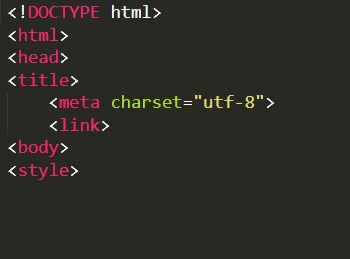 <!DOCTYPE html>
<html>
<head>
<title>
    <meta charset="utf-8">
    <link>
<body>
<style>